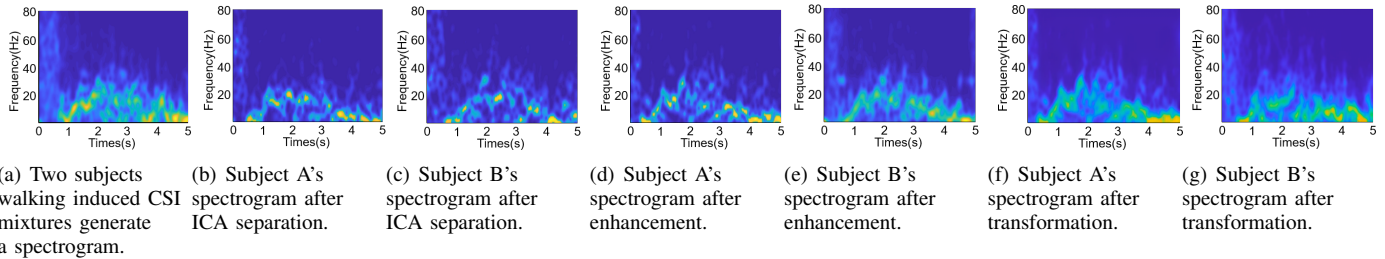 80
60
40
20
0 1 2 3 4 5
Frequency(Hz)
Times(s)
80
60
40
20
0 1 2 3 4 5
Frequency(Hz)
Times(s)
80
60
40
20
0 1 2 3 4 5
Frequency(Hz)
Times(s)
80
60
40
20
0 1 2 3 4 5
Frequency(Hz)
Times(s)
80
60
40
20
0 1 2 3 4 5
Frequency(Hz)
Times(s)
80
60
40
20
0 1 2 3 4 5
Frequency(Hz)
Times(s)
80
60
40
20
0 1 2 3 4 5
Frequency(Hz)
Times(s)
(a) Two subjects
walking induced CSI
mixtures generate
a spectrogram.
(b) Subject A's
spectrogram after
ICA separation.
(c) Subject B's
spectrogram after
ICA separation.
(d) Subject A's
spectrogram after
enhancement.
(e) Subject B's
spectrogram after
enhancement.
(f) Subject A's
spectrogram after
transformation.
(g) Subject B's
spectrogram after
transformation.